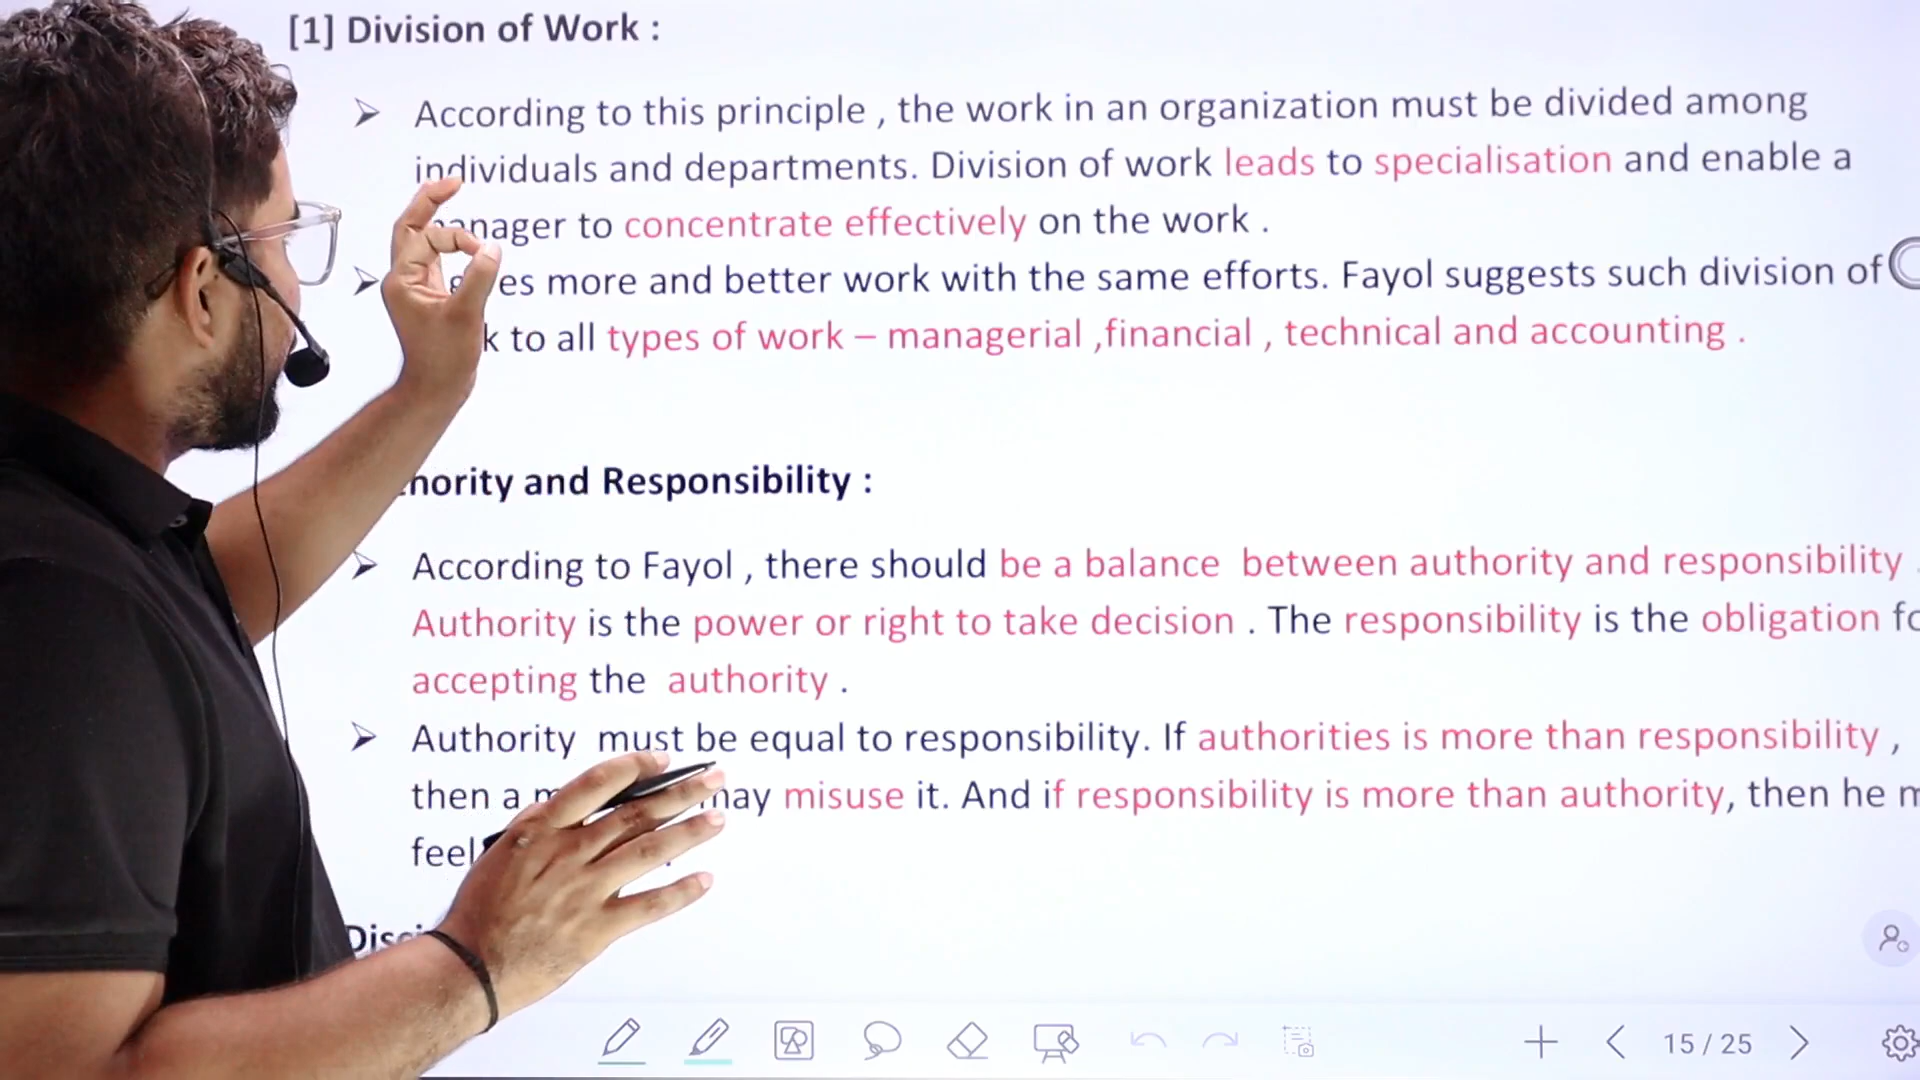 [1] Division of Work :
According to this principle , the work in an organization must be divided among
individuals and departments. Division of work leads to specialisation and enable a
to concentrate effectively on the work .
more and better work with the same efforts. Fayol suggests such division of
to all types of work – managerial ,financial , technical and accounting .
and Responsibility :
According to Fayol , there should be a balance between authority and responsibility
Authority is the power or right to take decision . The responsibility is the obligation
accepting the authority .
Authority must be equal to responsibility. If authorities is more than responsibility ,
then a may misuse it. And if responsibility is more than authority, then he
feel
15 / 25